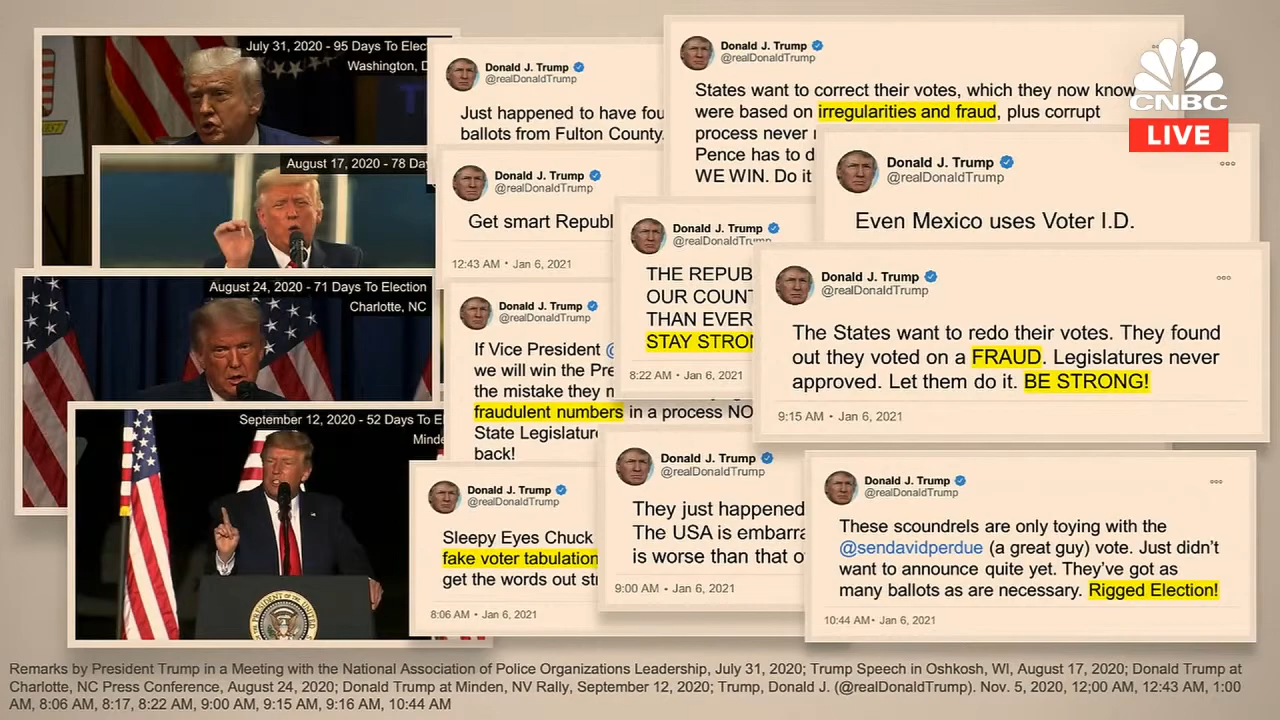 July 31, 2020 - 95 Days To Elec
Washington, D
August 17, 2020 - 78 Da
August 24, 2020 - 71 Days To Election
Charlotte, NC
September 12, 2020 - 52 Days To E
Minde
Donald J. Trump
@realDonaldTrump
Just happened to have fou
ballots from Fulton County.
Donald J. Trump
@realDonaldTrump
States want to correct their votes, which they now know
were based on irregularities and fraud, plus corrupt
process never
Pence has to d
WE WIN. Do it
CNBC
LIVE
Donald J. Trump
@realDonaldTrump
Get smart Republ
12:43 AM • Jan 6, 2021
Donald J. Trump
@realDonaldTrump
Even Mexico uses Voter I.D.
Donald J. Trump
@realDonaldTrump
THE REPUB
OUR COUNT
THAN EVER
STAY STRON
8:22 AM • Jan 6, 2021
Donald J. Trump
@realDonaldTrump
The States want to redo their votes. They found
out they voted on a FRAUD. Legislatures never
approved. Let them do it. BE STRONG!
9:15 AM • Jan 6, 2021
Donald J. Trump
@realDonaldTrump
If Vice President @
we will win the Pre
the mistake they m
fraudulent numbers in a process NO
State Legislature
back!
Donald J. Trump
@realDonaldTrump
Sleepy Eyes Chuck
fake voter tabulation
get the words out str
8:06 AM • Jan 6, 2021
Donald J. Trump
@realDonaldTrump
They just happened
The USA is embarra
is worse than that o
9:00 AM • Jan 6, 2021
Donald J. Trump
@realDonaldTrump
These scoundrels are only toying with the
@sendavidperdue (a great guy) vote. Just didn't
want to announce quite yet. They've got as
many ballots as are necessary. Rigged Election!
10:44 AM• Jan 6, 2021
PRESIDENT OF THE UNITED
Remarks by President Trump in a Meeting with the National Association of Police Organizations Leadership, July 31, 2020; Trump Speech in Oshkosh, WI, August 17, 2020; Donald Trump at
Charlotte, NC Press Conference, August 24, 2020; Donald Trump at Minden, NV Rally, September 12, 2020; Trump, Donald J. (@realDonaldTrump). Nov. 5, 2020, 12;00 AM, 12:43 AM, 1:00
AM, 8:06 AM, 8:17, 8:22 AM, 9:00 AM, 9:15 AM, 9:16 AM, 10:44 AM